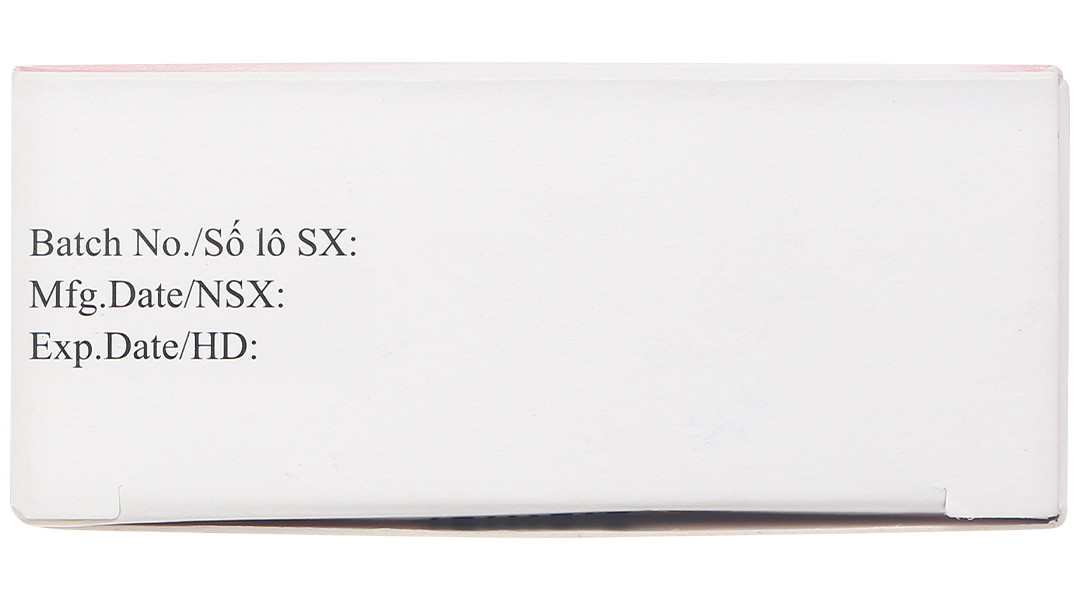 Batch No./Số lô SX:
Mfg.Date/NSX:
Exp.Date/HD: